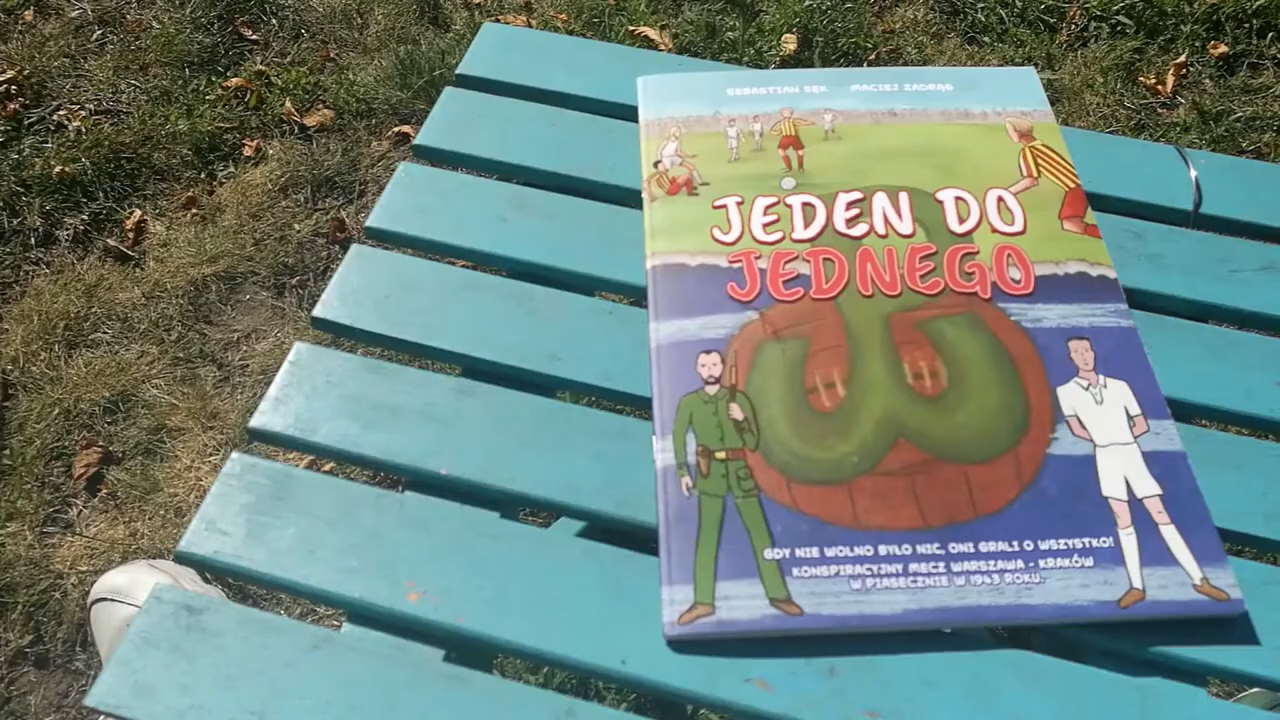 SEBASTIAN SĘK MACIEJ ZADRĄG
JEDEN DO
JEDNEGO
GDY NIE WOLNO BYŁO NIC, ONI GRALI O WSZYSTKO!
KONSPIRACYJNY MECZ WARSZAWA - KRAKÓW
W PIASECZNIE W 1943 ROKU.